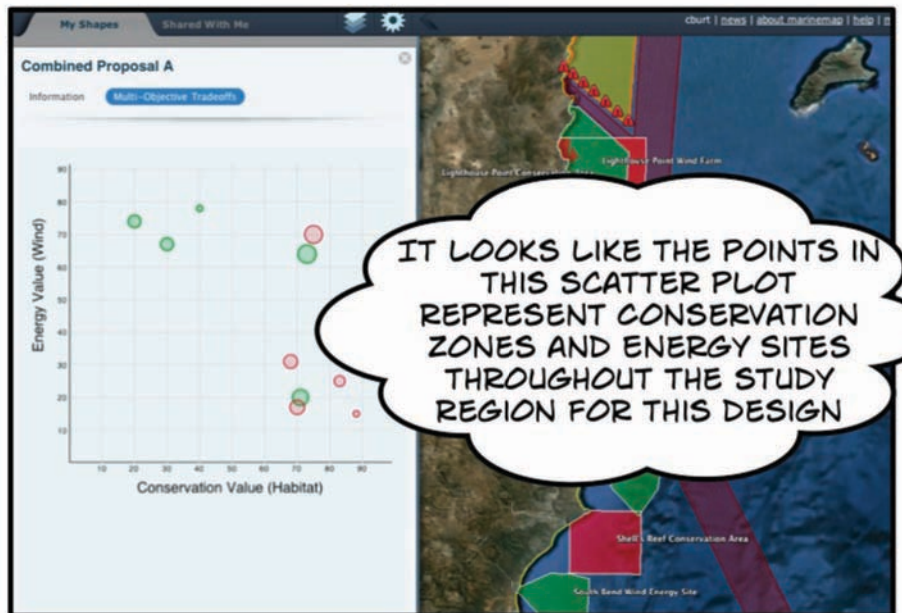 My Shapes
Shared With Me
cburt | news | about marinemap | help |
Combined Proposal A
Information
Multi-Objective Tradeoffs
90
80
70
60
50
40
30
20
10
Energy Value (Wind)
10 20 30 40 50 60 70 80 90
Conservation Value (Habitat)
Lighthouse Point Wind Farm
Lighthouse Point Conservation Area
IT LOOKS LIKE THE POINTS IN
THIS SCATTER PLOT
REPRESENT CONSERVATION
ZONES AND ENERGY SITES
THROUGHOUT THE STUDY
REGION FOR THIS DESIGN
Shell's Reef Conservation Area
South Bend Wind Energy Site